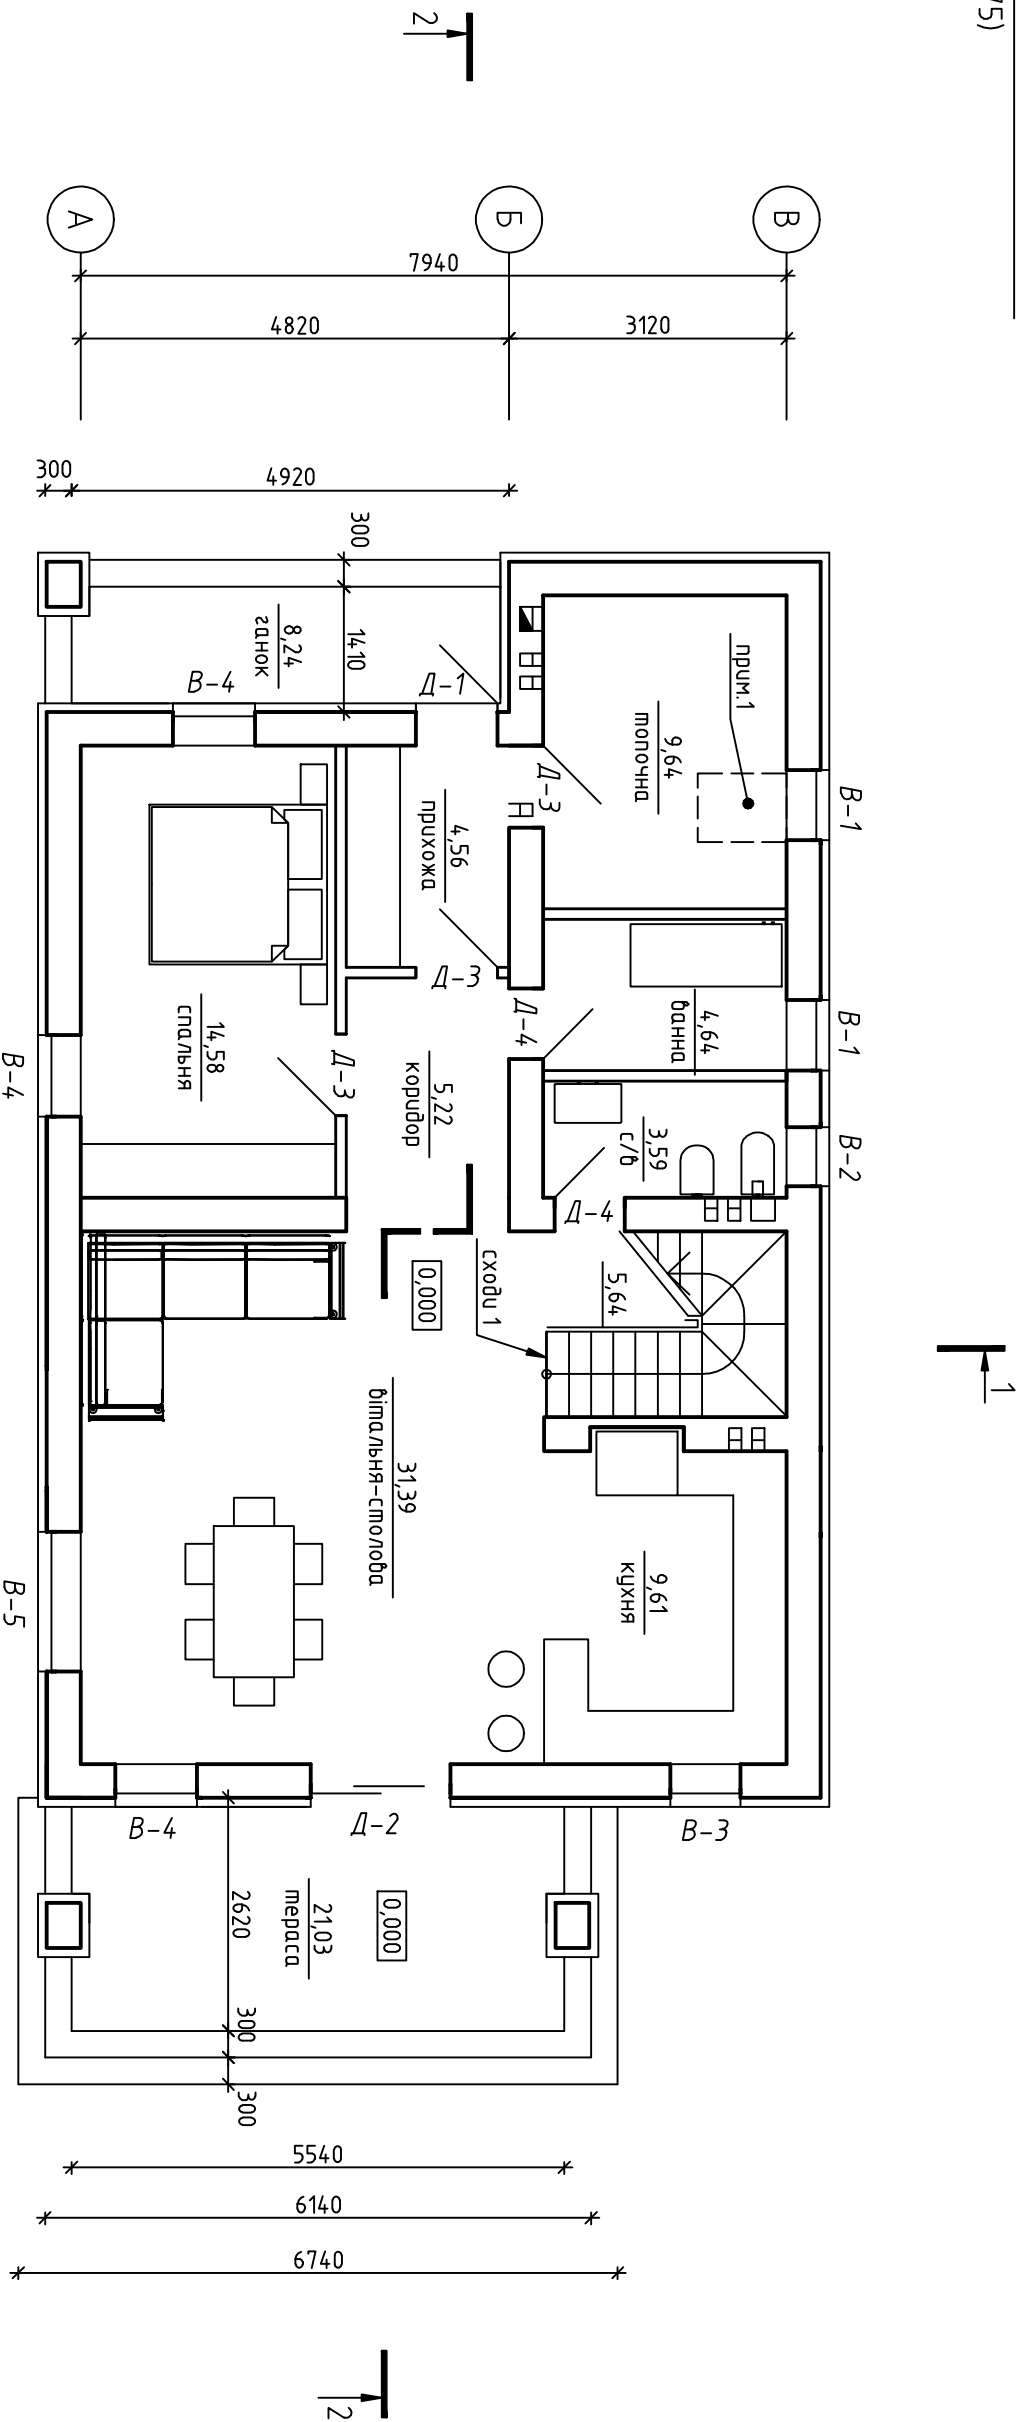 75)
2
А
Б
В
7940
4820
3120
300
4920
300
1410
8,24
ганок
В-4
Д-1
прим.1
9,64
топочна
В-1
Д-3
4,56
прихожа
Д-3
4,64
ванна
В-1
Д-4
14,58
спальня
В-4
Д-3
5,22
коридор
3,59
с/в
В-2
Д-4
0,000
сходи 1
5,64
1
31,39
вітальня-столова
9,61
кухня
В-5
В-4
Д-2
В-3
2620
21,03
тераса
0,000
300
300
5540
6140
6740
2